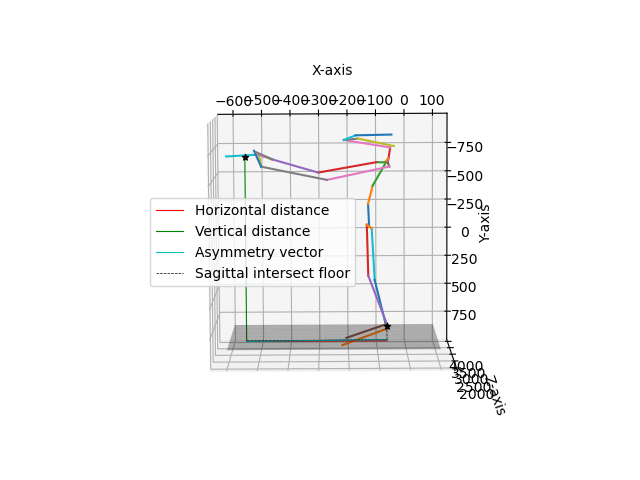 X-axis
−600 −500 −400 −300 −200 −100 0 100
−750
−500
−250
0
250
500
750
Y-axis
Horizontal distance
Vertical distance
Asymmetry vector
Sagittal intersect floor
4000
3500
3000
2500
2000
Z-axis